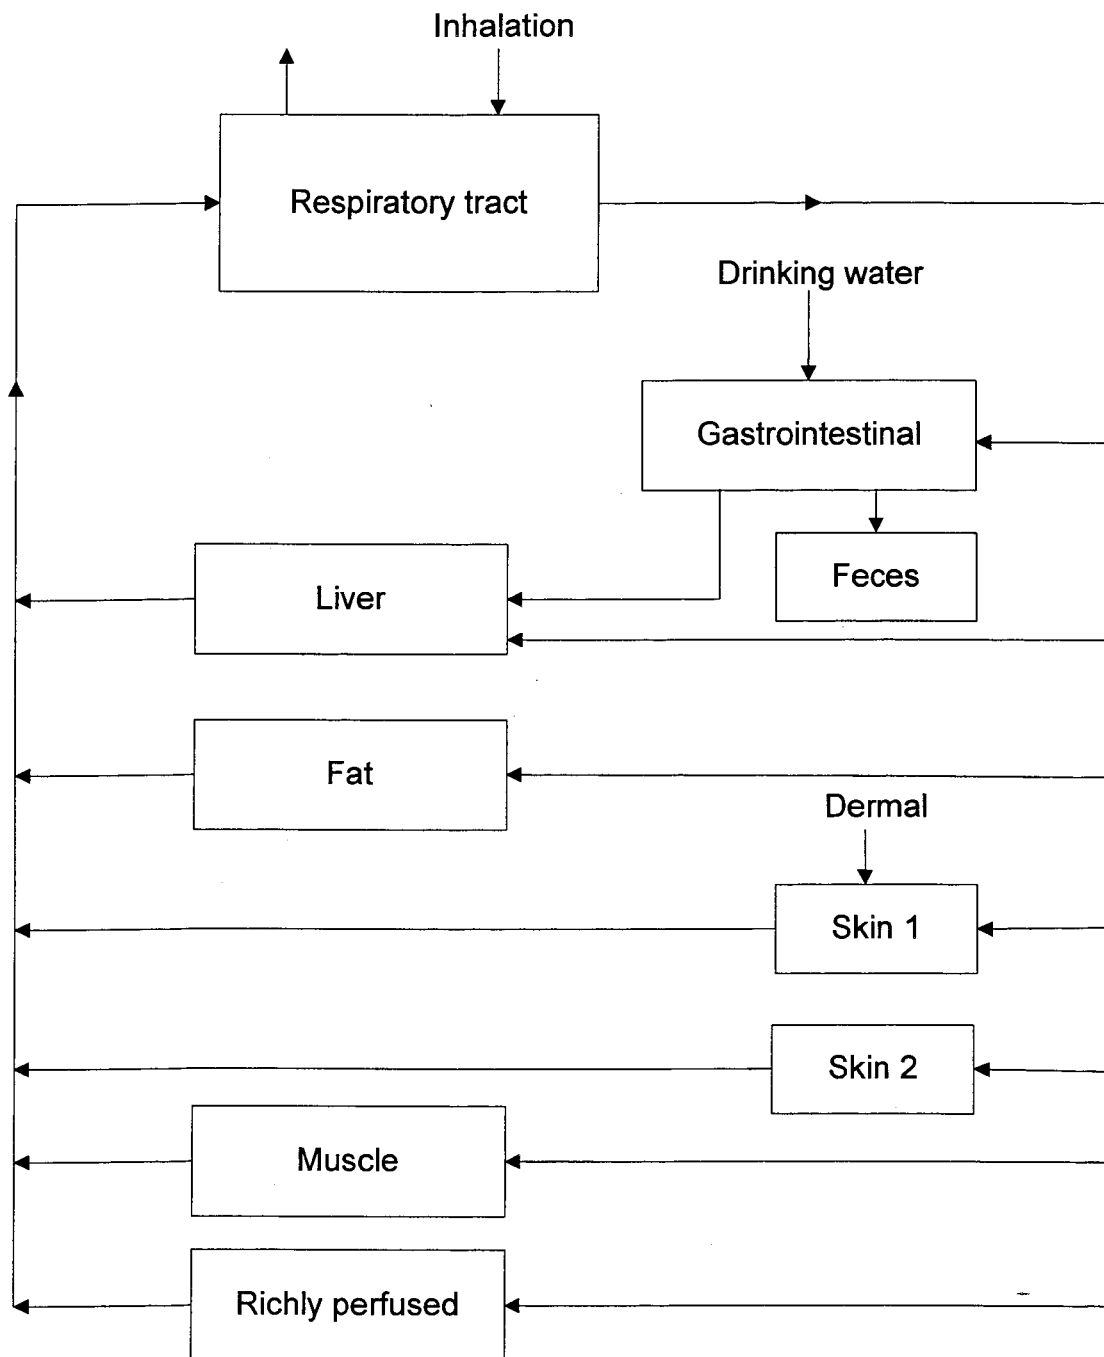 Inhalation
Respiratory tract
Drinking water
Gastrointestinal
Feces
Liver
Fat
Dermal
Skin 1
Skin 2
Muscle
Richly perfused